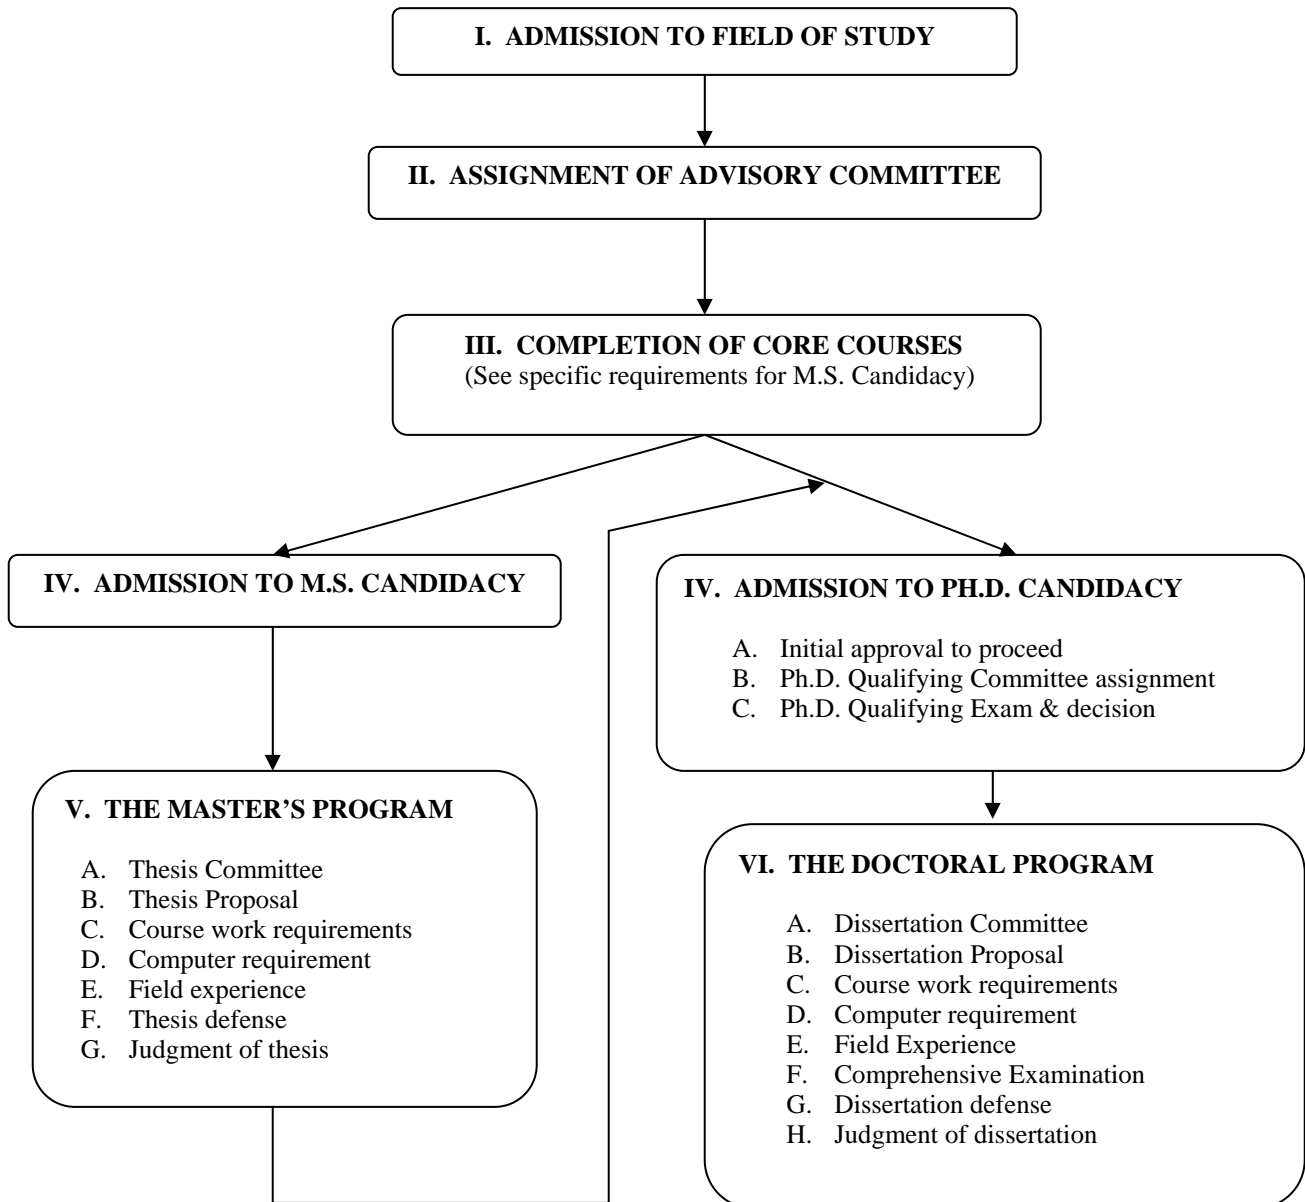 I. ADMISSION TO FIELD OF STUDY
II. ASSIGNMENT OF ADVISORY COMMITTEE
III. COMPLETION OF CORE COURSES
(See specific requirements for M.S. Candidacy)
IV. ADMISSION TO M.S. CANDIDACY
V. THE MASTER’S PROGRAM
A. Thesis Committee
B. Thesis Proposal
C. Course work requirements
D. Computer requirement
E. Field experience
F. Thesis defense
G. Judgment of thesis
IV. ADMISSION TO PH.D. CANDIDACY
A. Initial approval to proceed
B. Ph.D. Qualifying Committee assignment
C. Ph.D. Qualifying Exam & decision
VI. THE DOCTORAL PROGRAM
A. Dissertation Committee
B. Dissertation Proposal
C. Course work requirements
D. Computer requirement
E. Field Experience
F. Comprehensive Examination
G. Dissertation defense
H. Judgment of dissertation